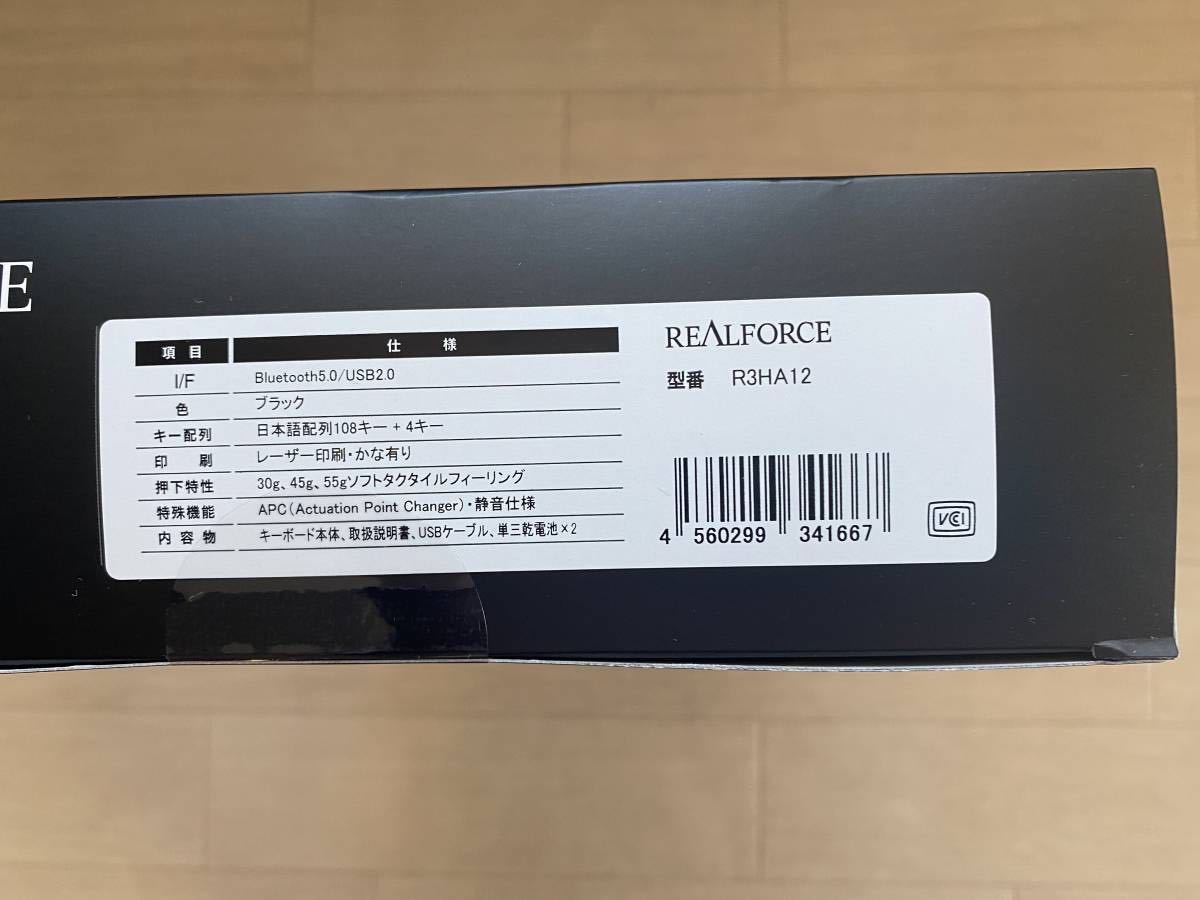 E
項 目 仕 様
I/F Bluetooth5.0/USB2.0
色 ブラック
キー配列 日本語配列108キー + 4キー
印 刷 レーザー印刷・かな有り
押下特性 30g、45g、55gソフトタクタイルフィーリング
特殊機能 APC(Actuation Point Changer)・静音仕様
内 容 物 キーボード本体、取扱説明書、USBケーブル、単三乾電池×2
REALFORCE
型番 R3HA12
4 560299 341667
VCCI